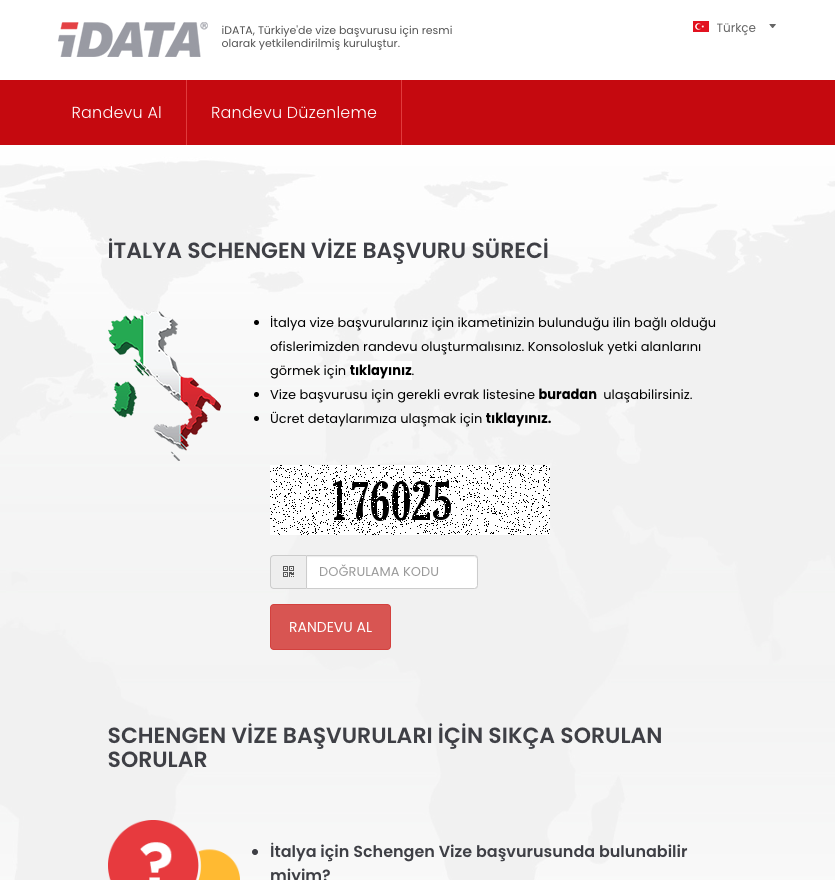 iDATA®
iDATA, Türkiye'de vize başvurusu için resmi
olarak yetkilendirilmiş kuruluştur.
Türkçe
Randevu Al
Randevu Düzenleme
İTALYA SCHENGEN VİZE BAŞVURU SÜRECİ
İtalya vize başvurularınız için ikametinizin bulunduğu ilin bağlı olduğu
ofislerimizden randevu oluşturmalısınız. Konsolosluk yetki alanlarını
görmek için tıklayınız.
Vize başvurusu için gerekli evrak listesine buradan ulaşabilirsiniz.
Ücret detaylarımıza ulaşmak için tıklayınız.
176025
DOĞRULAMA KODU
RANDEVU AL
SCHENGEN VİZE BAŞVURULARI İÇİN SIKÇA SORULAN
SORULAR
?
İtalya için Schengen Vize başvurusunda bulunabilir
miyim?